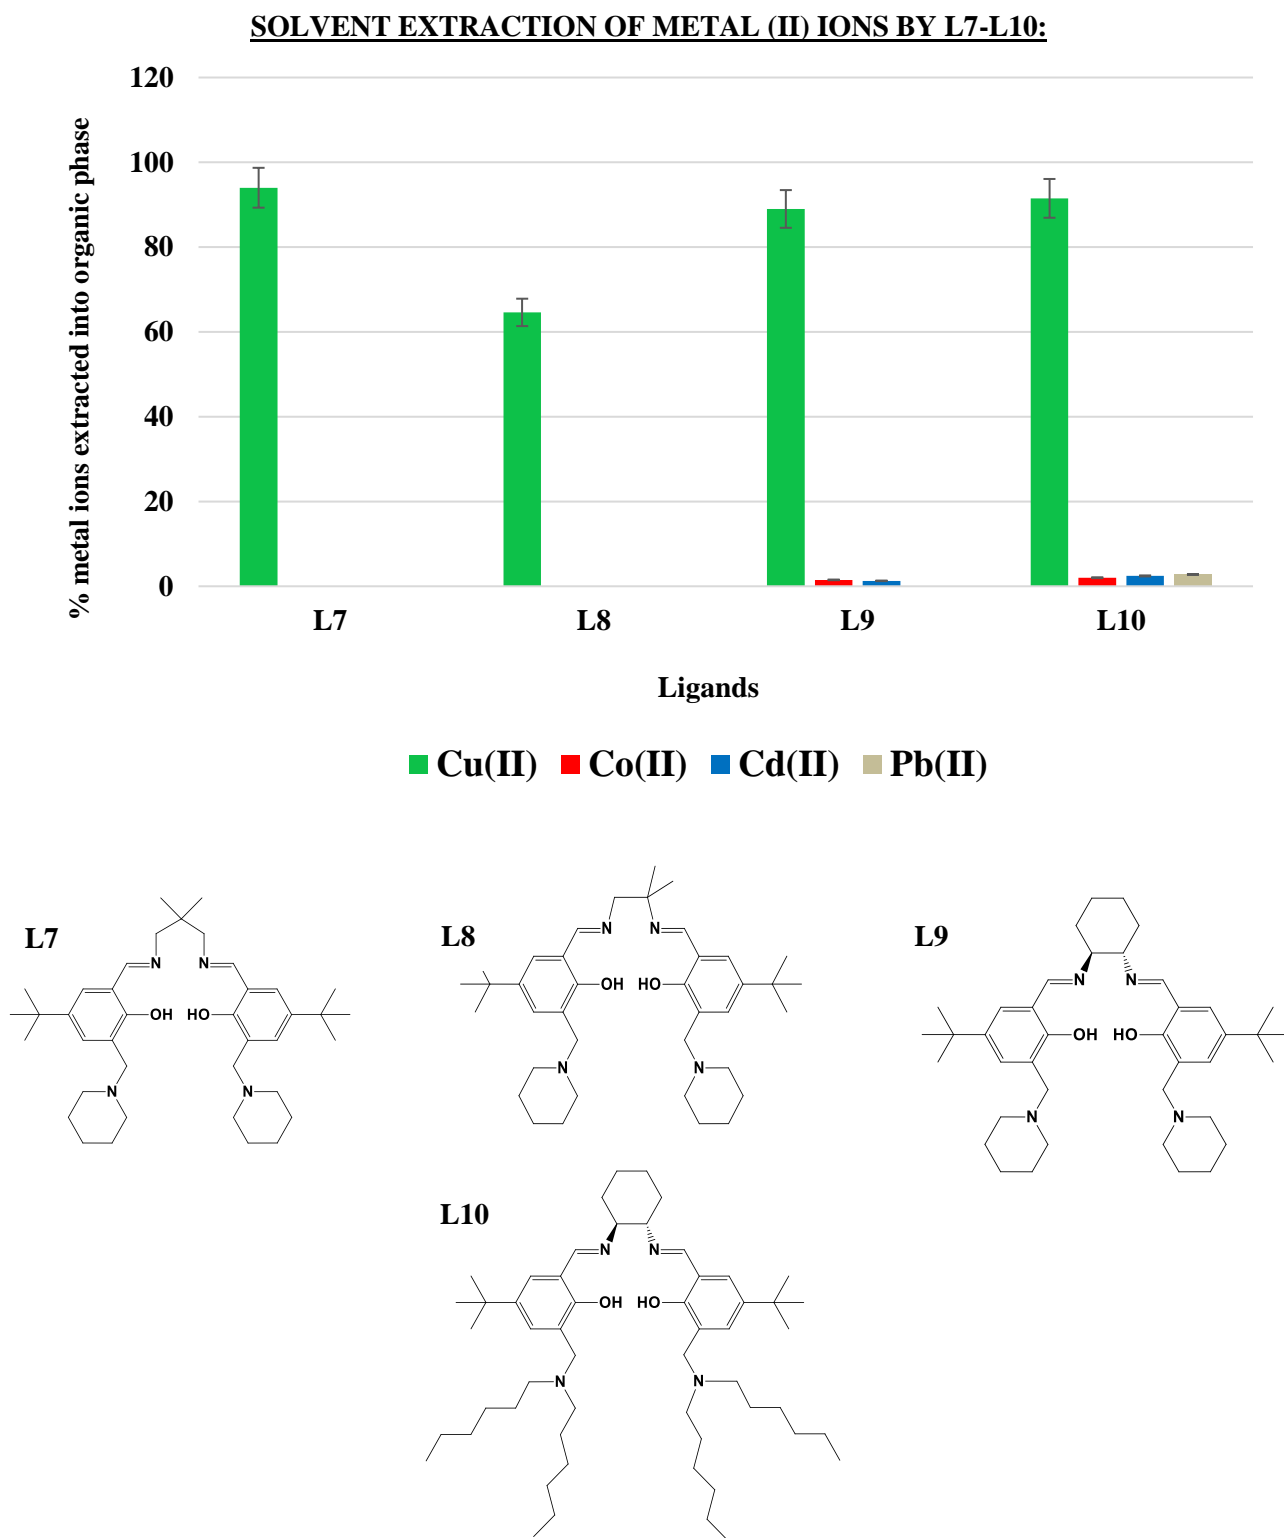 SOLVENT EXTRACTION OF METAL (II) IONS BY L7-L10:
% metal ions extracted into organic phase
120
100
80
60
40
20
0
L7 L8 L9 L10
Ligands
Cu(II) Co(II) Cd(II) Pb(II)
L7
N N
OH HO
N N
L8
N N
OH HO
N N
L9
N N
OH HO
N N
L10
N N
OH HO
N N